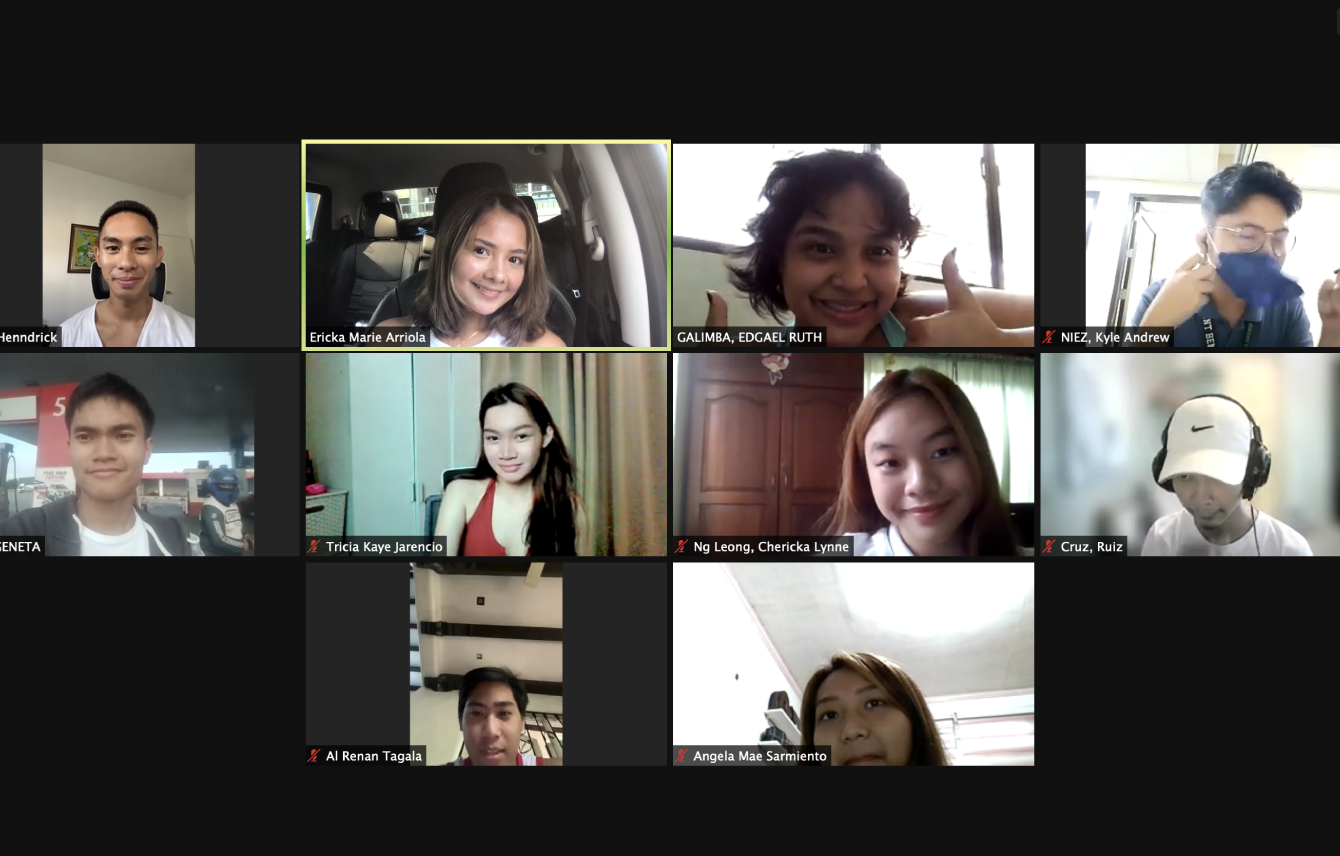 Henndrick
Ericka Marie Arriola
GALIMBA, EDGAEL RUTH
NIEZ, Kyle Andrew
5
GENETA
Tricia Kaye Jarencio
Ng Leong, Chericka Lynne
Cruz, Ruiz
Al Renan Tagala
Angela Mae Sarmiento